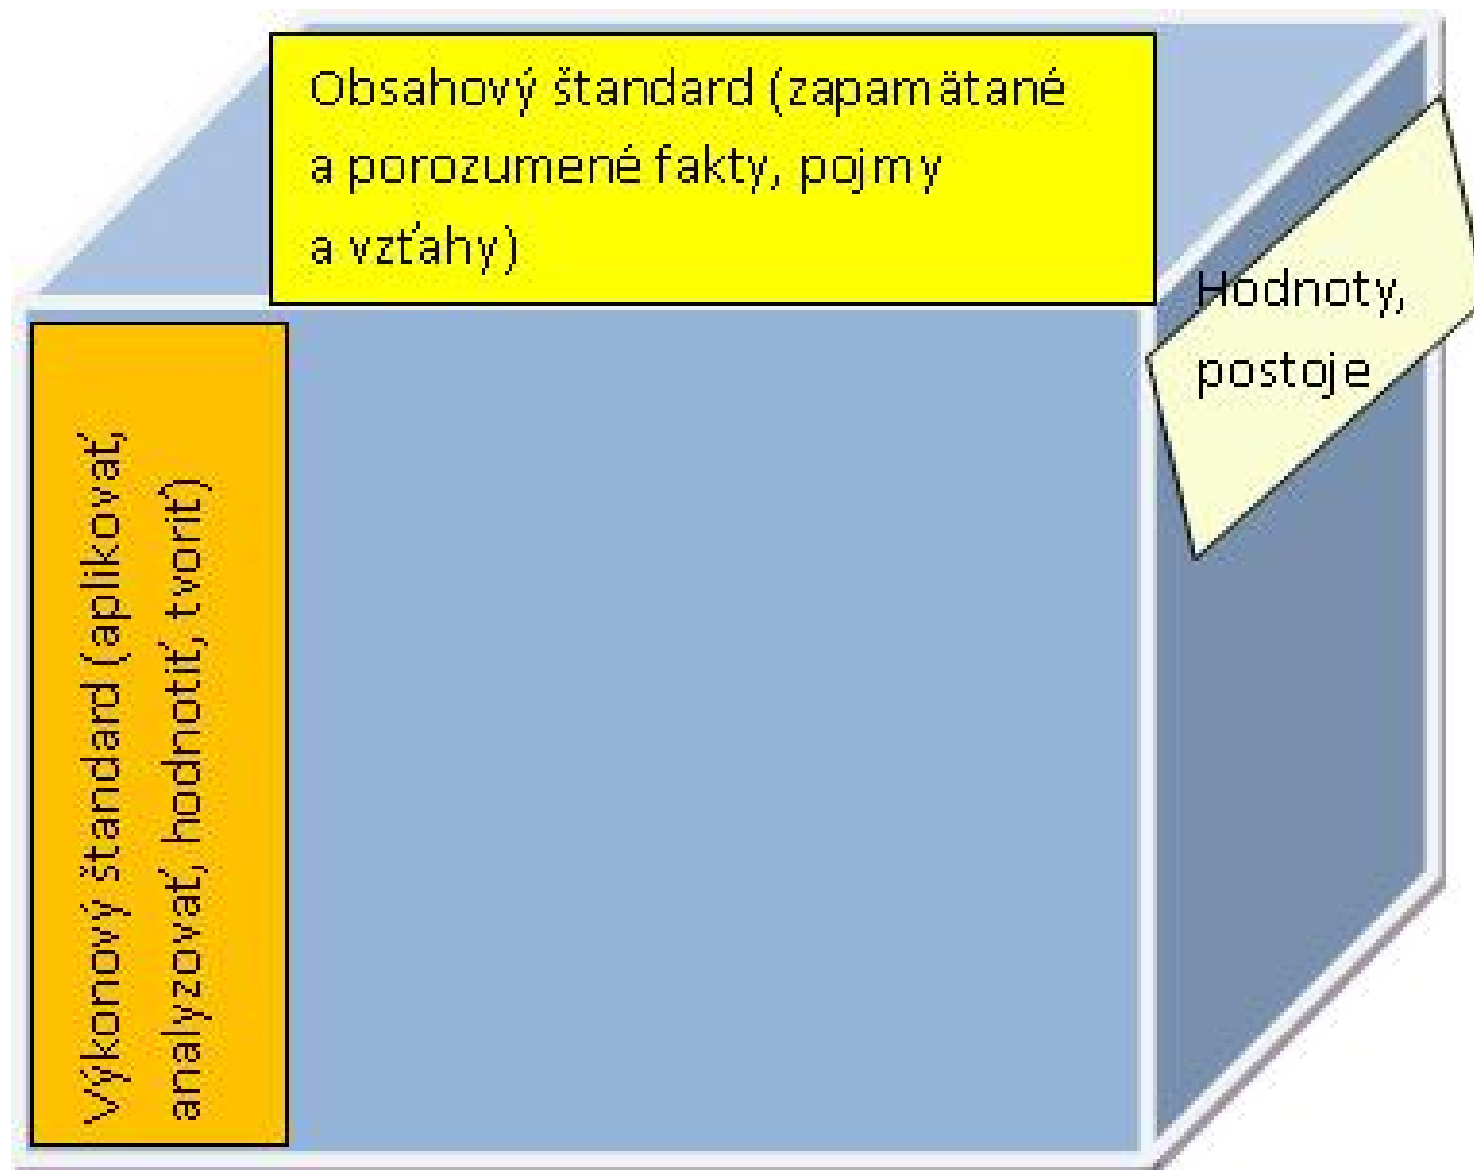 Obsahový štandard (zapamätané
a porozumené fakty, pojmy
a vzťahy)
Hodnoty,
postoje
Výkonový štandard (aplikovať,
analyzovať, hodnotiť, tvoriť)